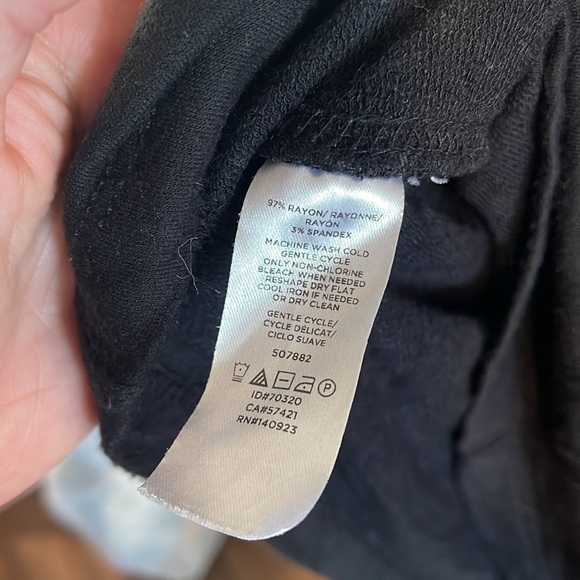 97% RAYON/ RAYONNE/
RAYÓN
3% SPANDEX
MACHINE WASH COLD
GENTLE CYCLE
ONLY NON-CHLORINE
BLEACH WHEN NEEDED
RESHAPE DRY FLAT
COOL IRON IF NEEDED
OR DRY CLEAN
GENTLE CYCLE/
CYCLE DÉLICAT/
CICLO SUAVE
507882
P
ID#70320
CA#57421
RN#140923